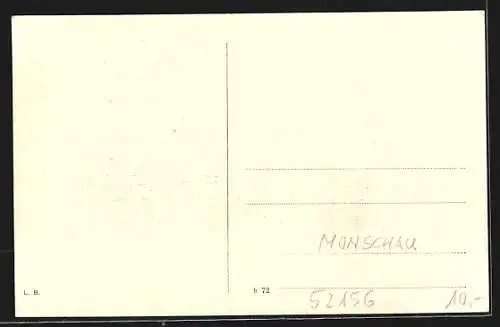 MONSCHAU
L. B.
h 72
52156
10.-